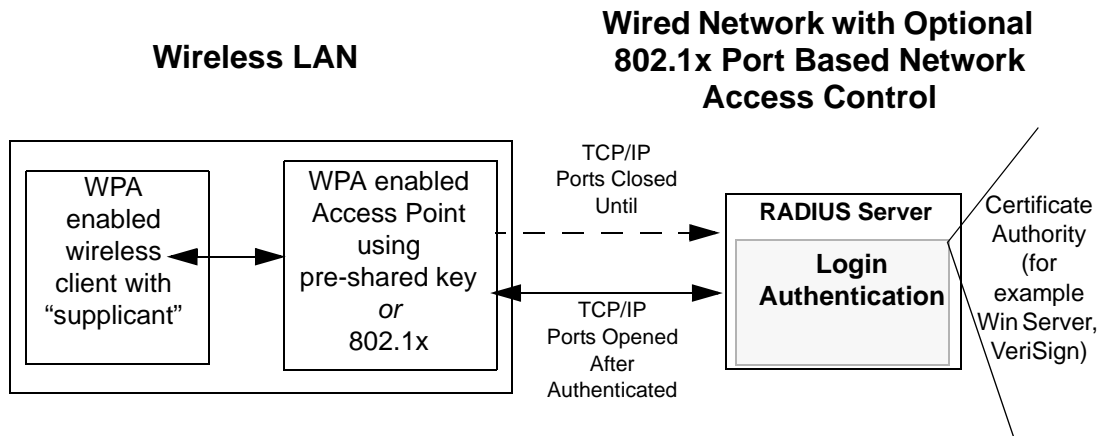 Wireless LAN
Wired Network with Optional
802.1x Port Based Network
Access Control
WPA
enabled
wireless
client with
“supplicant”
WPA enabled
Access Point
using
pre-shared key
or
802.1x
TCP/IP
Ports Closed
Until
TCP/IP
Ports Opened
After
Authenticated
RADIUS Server
Login
Authentication
Certificate
Authority
(for
example
Win Server,
VeriSign)